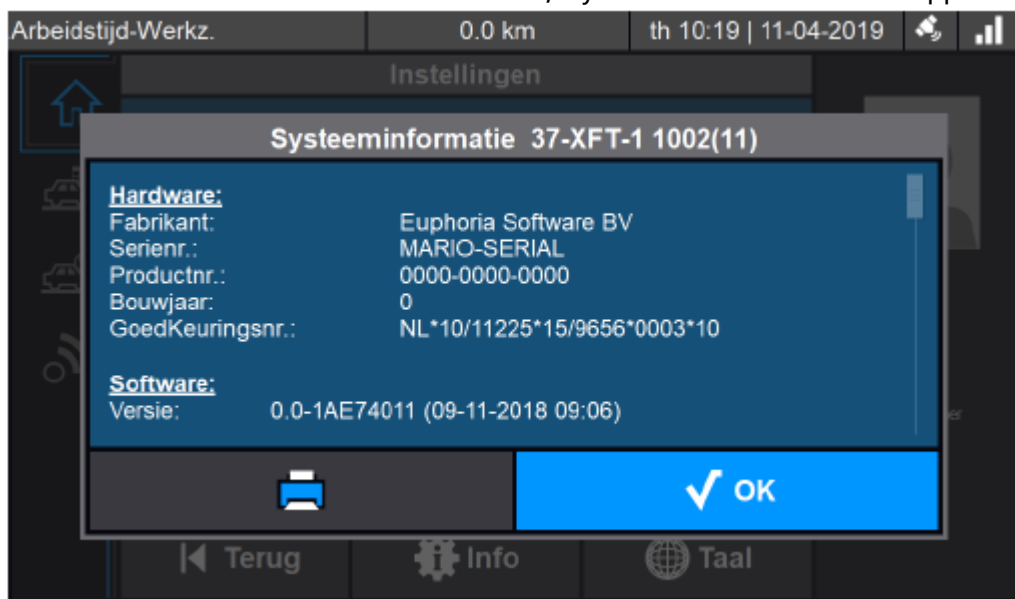 Arbeidstijd-Werkz. 0.0 km th 10:19 | 11-04-2019
Instellingen
Systeeminformatie 37-XFT-1 1002(11)
Hardware:
Fabrikant: Euphoria Software BV
Serienr.: MARIO-SERIAL
Productnr.: 0000-0000-0000
Bouwjaar: 0
GoedKeuringsnr.: NL*10/11225*15/9656*0003*10
Software:
Versie: 0.0-1AE74011 (09-11-2018 09:06)
OK
Terug Info Taal